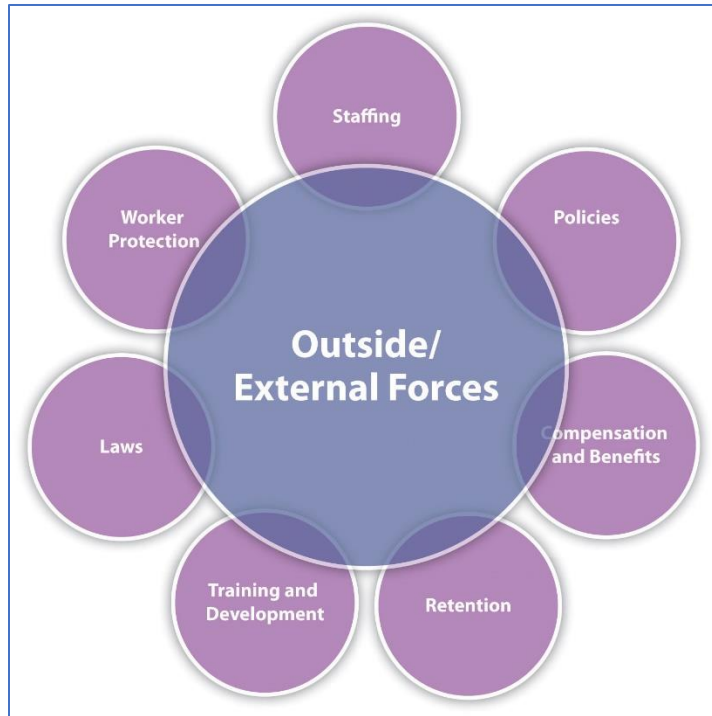 Staffing
Policies
Compensation
and Benefits
Retention
Training and
Development
Laws
Worker
Protection
Outside/
External Forces